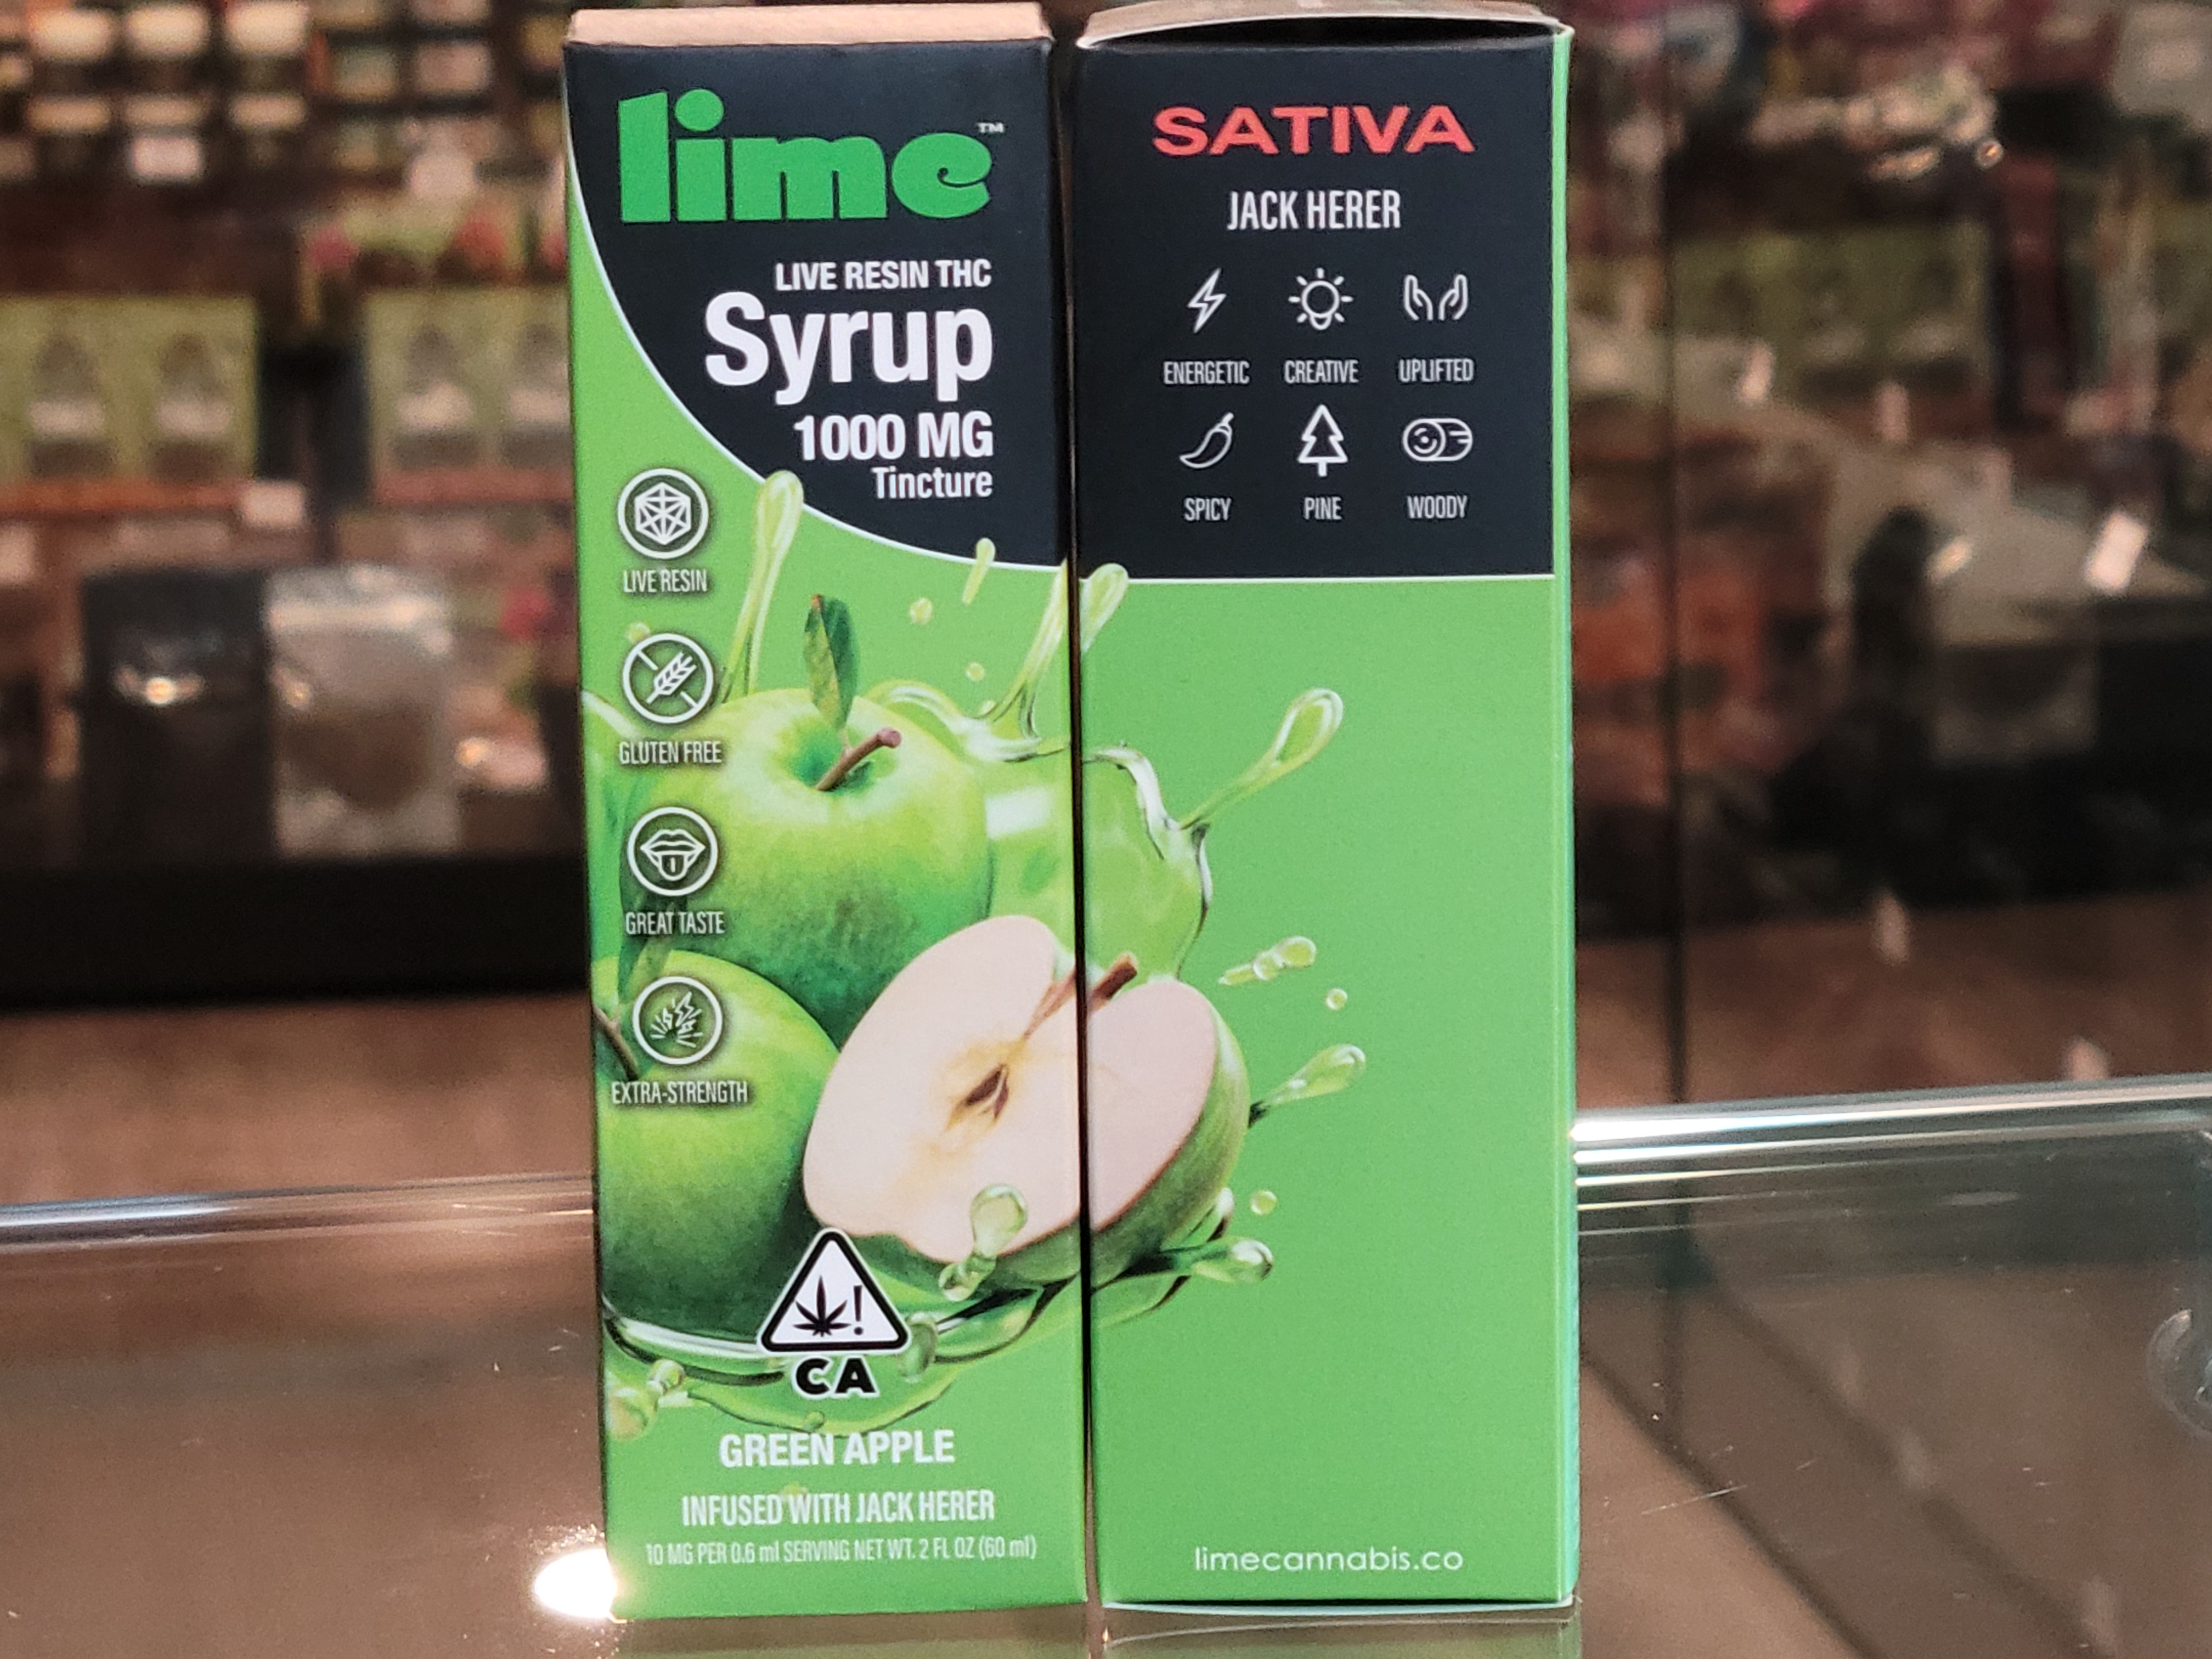 lime™
LIVE RESIN THC
Syrup
1000 MG
Tincture
LIVE RESIN
GLUTEN FREE
GREAT TASTE
EXTRA-STRENGTH
CA
GREEN APPLE
INFUSED WITH JACK HERER
10 MG PER 0.6 ml SERVING NET WT. 2 FL OZ (60 ml)
SATIVA
JACK HERER
ENERGETIC CREATIVE UPLIFTED
SPICY PINE WOODY
limecannabis.co